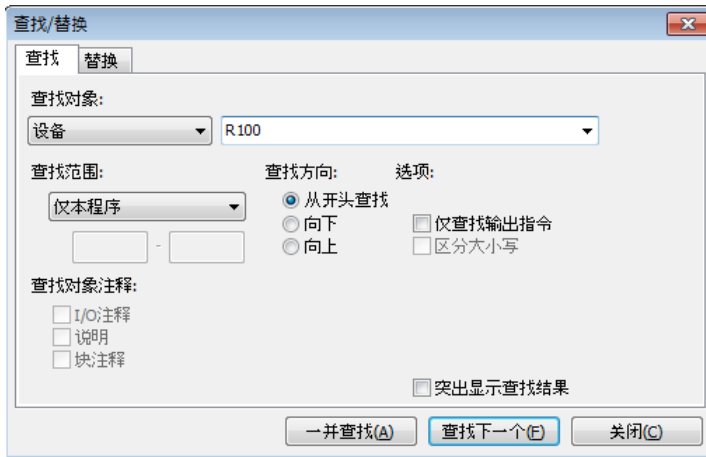 查找/替换
查找 替换
查找对象:
设备 R100
查找范围: 查找方向: 选项:
仅本程序 从开头查找
向下 仅查找输出指令
- 向上 区分大小写
查找对象注释:
I/O注释
说明
块注释
突出显示查找结果
一并查找(A) 查找下一个(F) 关闭(C)